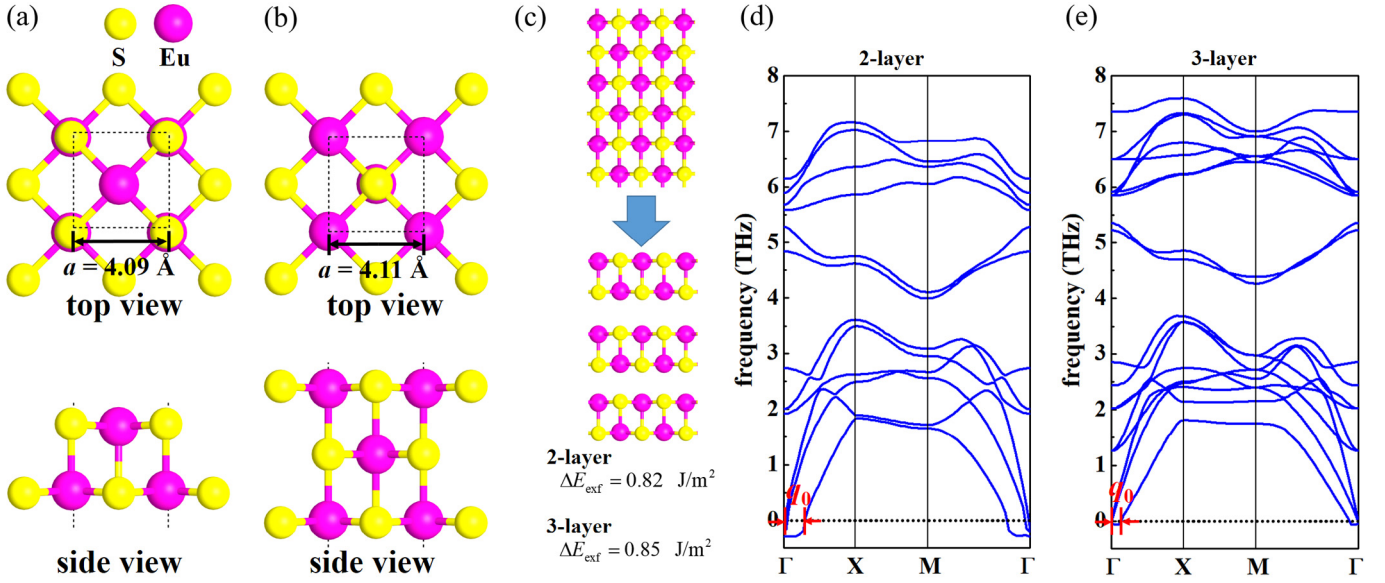 (a)
S
Eu
a = 4.09 Å
top view
side view
(b)
a = 4.11 Å
top view
side view
(c)
2-layer
ΔE_exf = 0.82 J/m²
3-layer
ΔE_exf = 0.85 J/m²
(d)
2-layer
frequency (THz)
8
7
6
5
4
3
2
1
0
q₀
Γ X M Γ
(e)
3-layer
frequency (THz)
8
7
6
5
4
3
2
1
0
q₀
Γ X M Γ